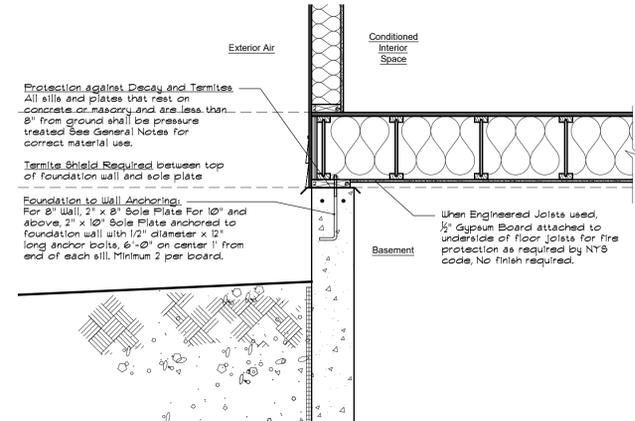 Exterior Air
Conditioned
Interior
Space
Protection against Decay and Termites
All sills and plates that rest on
concrete or masonry and are less than
8" from ground shall be pressure
treated See General Notes for
correct material use.
Termite Shield Required between top
of foundation wall and sole plate
Foundation to Wall Anchoring:
For 8" Wall, 2" x 8" Sole Plate For 10" and
above, 2" x 10" Sole Plate anchored to
foundation wall with 1/2" diameter x 12"
long anchor bolts, 6'-0" on center 1' from
end of each sill. Minimum 2 per board.
When Engineered Joists used,
½" Gypsum Board attached to
underside of floor joists for fire
protection as required by NYS
code, No finish required.
Basement